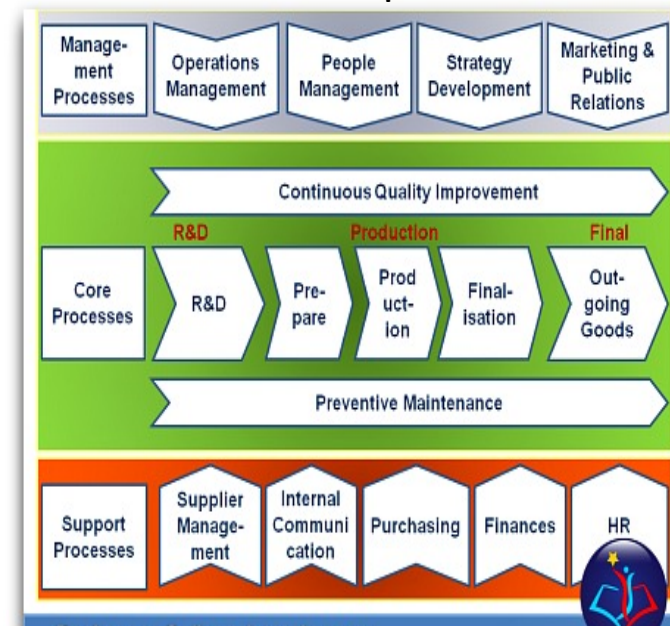 Manage-
ment
Processes
Operations
Management
People
Management
Strategy
Development
Marketing &
Public
Relations
Continuous Quality Improvement
R&D
Production
Final
Core
Processes
R&D
Pre-
pare
Prod
uct-
ion
Final-
isation
Out-
going
Goods
Preventive Maintenance
Support
Processes
Supplier
Manage-
ment
Internal
Communi
cation
Purchasing
Finances
HR